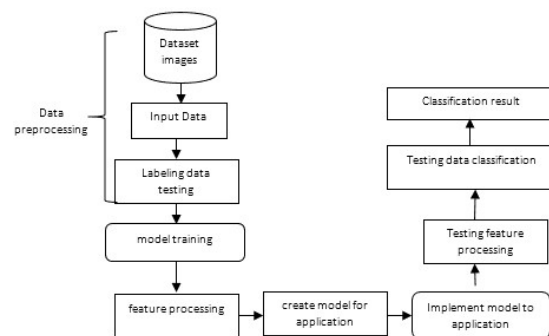 Dataset
images
Data
preprocessing
Input Data
Labeling data
testing
model training
feature processing
create model for
application
Implement model to
application
Testing feature
processing
Testing data classification
Classification result